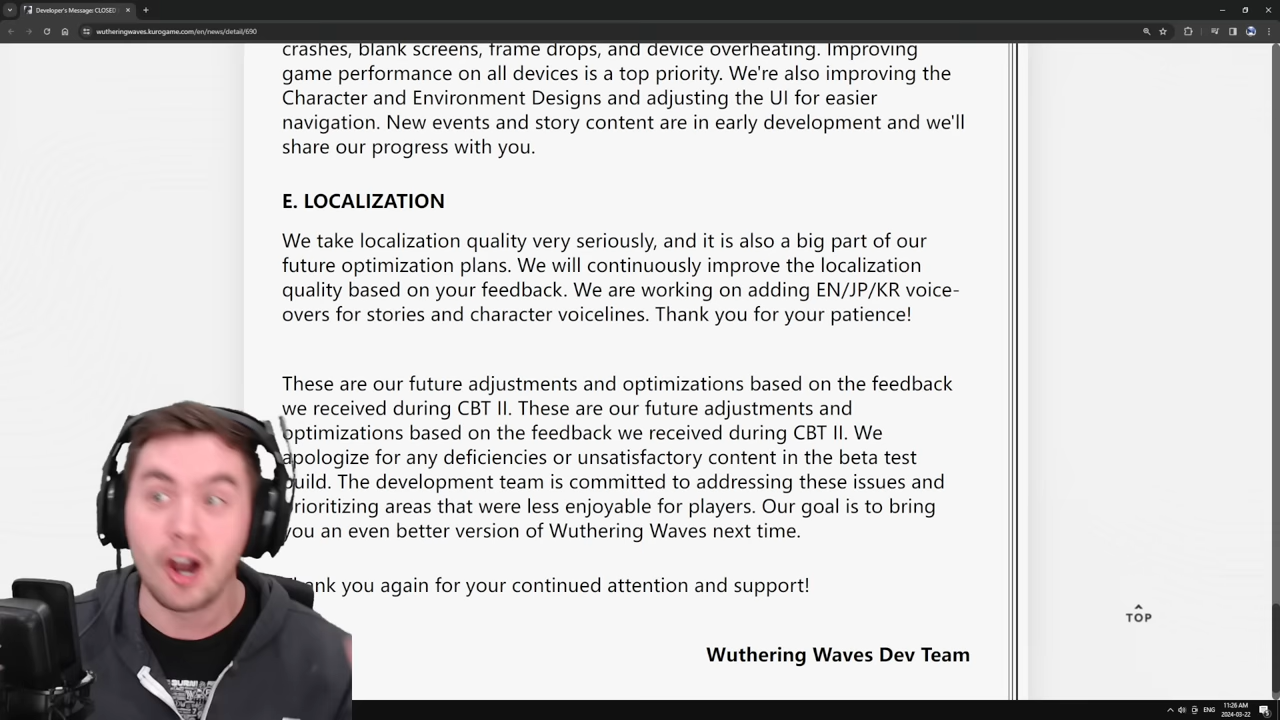 Developer's Message: CLOSED
wutheringwaves.kurogame.com/en/news/detail/690
crashes, blank screens, frame drops, and device overheating. Improving
game performance on all devices is a top priority. We're also improving the
Character and Environment Designs and adjusting the UI for easier
navigation. New events and story content are in early development and we'll
share our progress with you.
E. LOCALIZATION
We take localization quality very seriously, and it is also a big part of our
future optimization plans. We will continuously improve the localization
quality based on your feedback. We are working on adding EN/JP/KR voice-
overs for stories and character voicelines. Thank you for your patience!
These are our future adjustments and optimizations based on the feedback
we received during CBT II. These are our future adjustments and
optimizations based on the feedback we received during CBT II. We
apologize for any deficiencies or unsatisfactory content in the beta test
build. The development team is committed to addressing these issues and
prioritizing areas that were less enjoyable for players. Our goal is to bring
you an even better version of Wuthering Waves next time.
Thank you again for your continued attention and support!
TOP
Wuthering Waves Dev Team
ENG
11:26 AM
2024-03-22